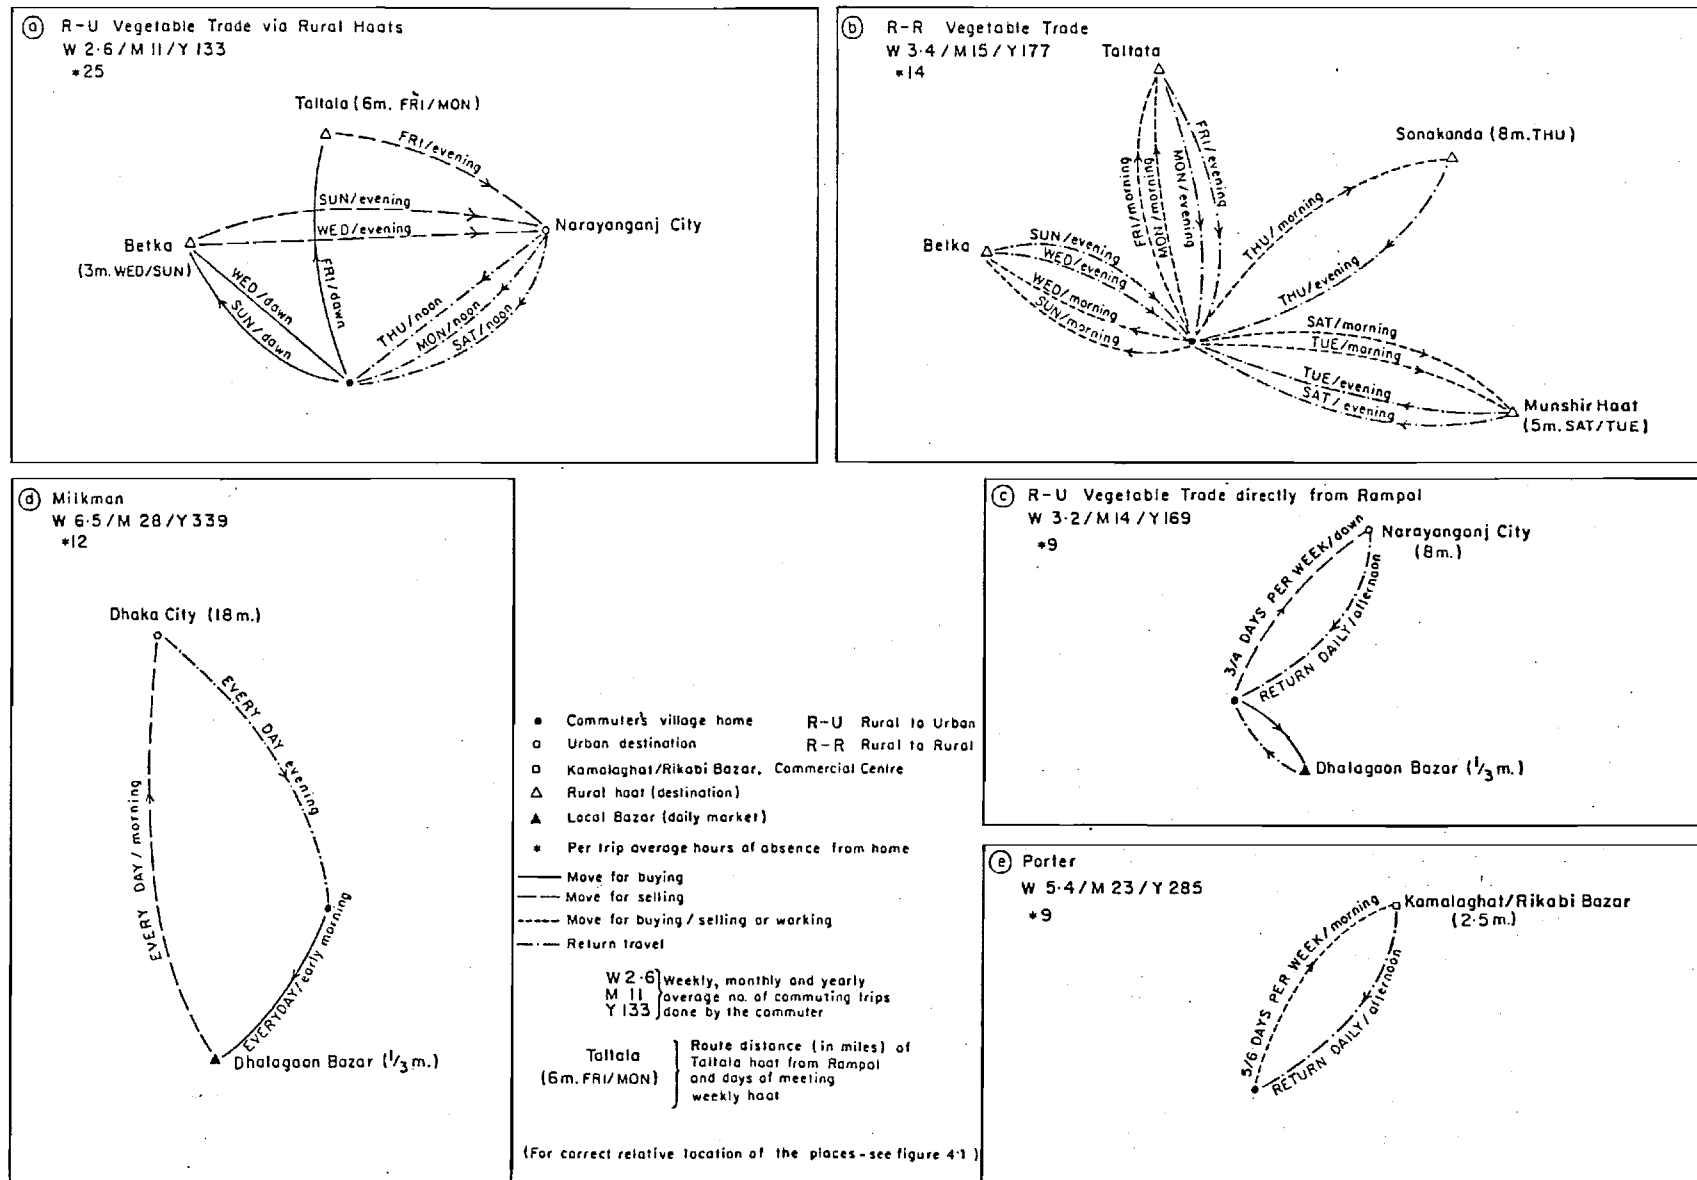 a R-U Vegetable Trade via Rural Haats
W 2·6/M 11/Y 133
*25
Taltala (6m. FRI/MON)
FRI/evening
SUN/evening
WED/evening
Narayanganj City
Betka
(3m. WED/SUN)
WED/dawn
SUN/dawn
FRI/dawn
THU/noon
MON/noon
SAT/noon
b R-R Vegetable Trade
W 3·4/M 15/Y 177
*14
Taltata
Sonakanda (8m. THU)
FRI/morning
MON/morning
MON/evening
FRI/evening
THU/morning
THU/evening
Betka
SUN/evening
WED/evening
WED/morning
SUN/morning
SAT/morning
TUE/morning
TUE/evening
SAT/evening
Munshir Haat
(5m. SAT/TUE)
d Milkman
W 6·5/M 28/Y 339
*12
Dhaka City (18m.)
EVERY DAY evening
EVERY DAY/morning
EVERYDAY/early morning
Dhalagaon Bazar (1/3 m.)
Commuter's village home
R-U Rural to Urban
Urban destination
R-R Rural to Rural
Kamalaghat/Rikabi Bazar, Commercial Centre
Rural haat (destination)
Local Bazar (daily market)
* Per trip average hours of absence from home
Move for buying
Move for selling
Move for buying / selling or working
Return travel
W 2·6
M 11
Y 133
Weekly, monthly and yearly
average no. of commuting trips
done by the commuter
Taltala
(6m. FRI/MON)
Route distance (in miles) of
Taltala haat from Rampal
and days of meeting
weekly haat
(For correct relative location of the places - see figure 4·1)
c R-U Vegetable Trade directly from Rampal
W 3·2/M 14/Y 169
*9
Narayanganj City
(8m.)
3/4 DAYS PER WEEK/dawn
RETURN DAILY/afternoon
Dhalagaon Bazar (1/3 m.)
e Porter
W 5·4/M 23/Y 285
*9
Kamalaghat/Rikabi Bazar
(2·5m.)
5/6 DAYS PER WEEK/morning
RETURN DAILY/afternoon